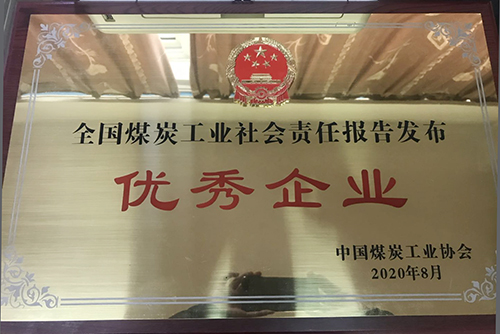 全国煤炭工业社会责任报告发布
优秀企业
中国煤炭工业协会
2020年8月